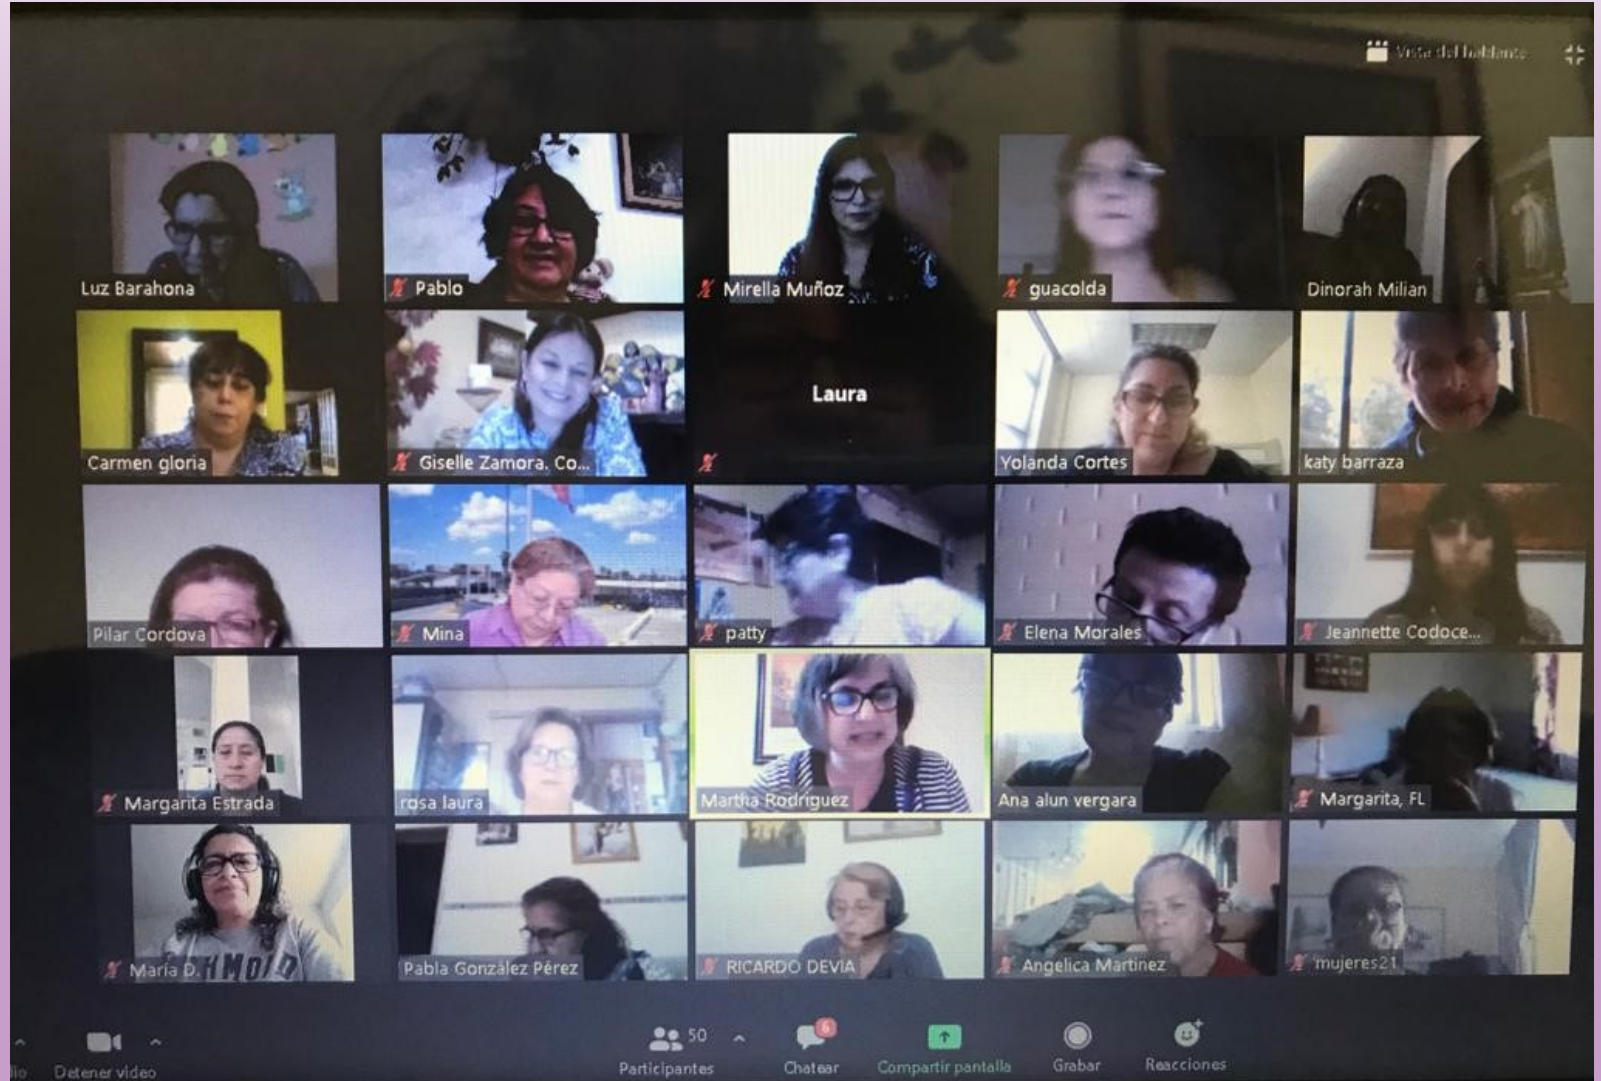 Vista del hablante
Luz Barahona
Pablo
Mirella Muñoz
guacolda
Dinorah Milian
Carmen gloria
Giselle Zamora. Co...
Laura
Yolanda Cortes
katy barraza
Pilar Cordova
Mina
patty
Elena Morales
Jeannette Codoce...
Margarita Estrada
rosa laura
Martha Rodriguez
Ana alun vergara
Margarita, FL
Maria D.
Pabla González Pérez
RICARDO DEVIA
Angelica Martinez
mujeres21
50
6
Detener video
Participantes
Chatear
Compartir pantalla
Grabar
Reacciones